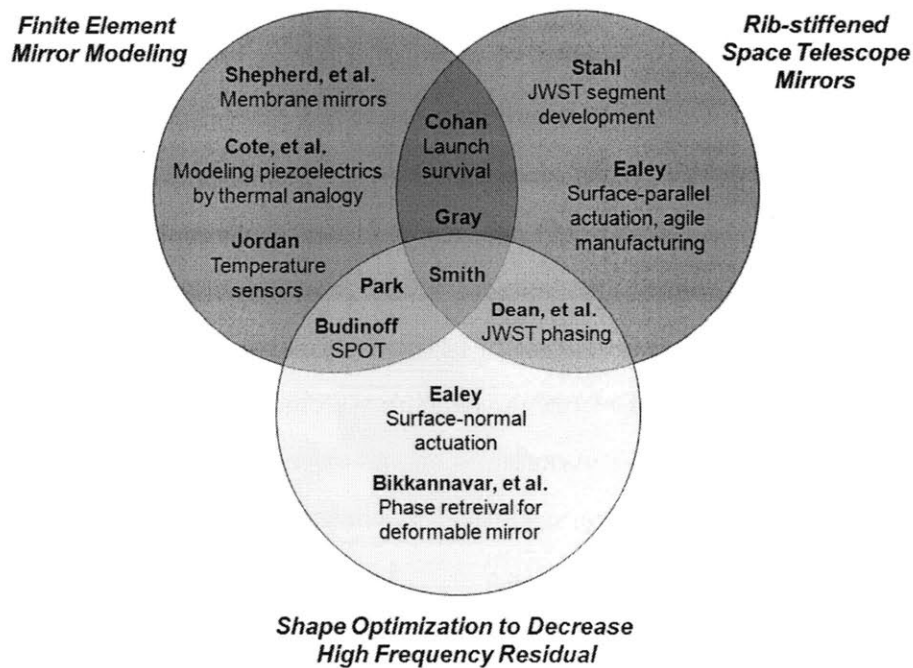 Finite Element
Mirror Modeling
Rib-stiffened
Space Telescope
Mirrors
Shepherd, et al.
Membrane mirrors
Cote, et al.
Modeling piezoelectrics
by thermal analogy
Jordan
Temperature
sensors
Cohan
Launch
survival
Gray
Stahl
JWST segment
development
Ealey
Surface-parallel
actuation, agile
manufacturing
Smith
Park
Budinoff
SPOT
Dean, et al.
JWST phasing
Ealey
Surface-normal
actuation
Bikkannavar, et al.
Phase retreival for
deformable mirror
Shape Optimization to Decrease
High Frequency Residual